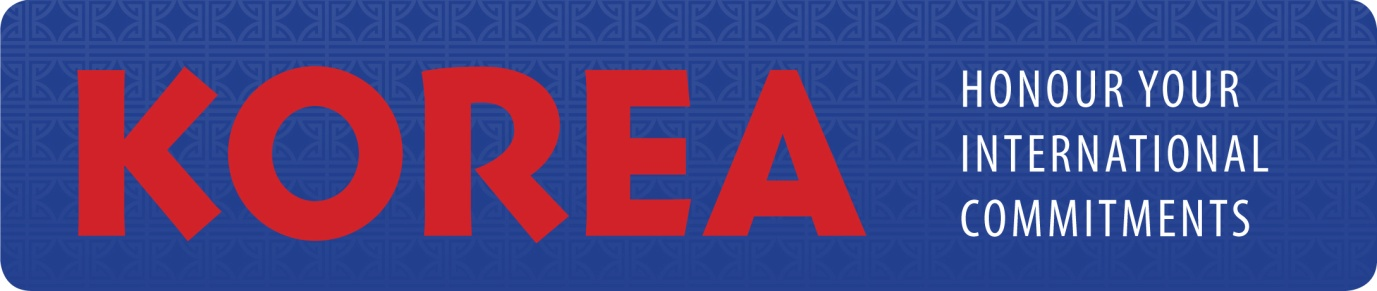 KOREA
HONOUR YOUR
INTERNATIONAL
COMMITMENTS